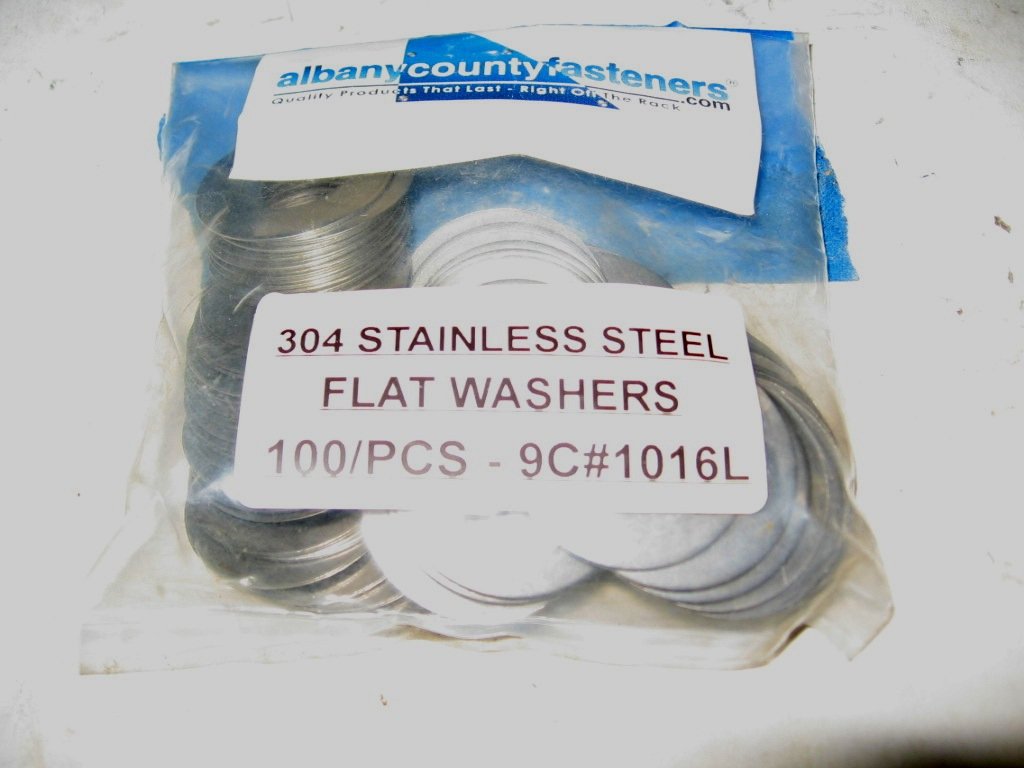 albanycountyfasteners®
.com
Quality Products That Last - Right Off The Rack
304 STAINLESS STEEL
FLAT WASHERS
100/PCS - 9C#1016L